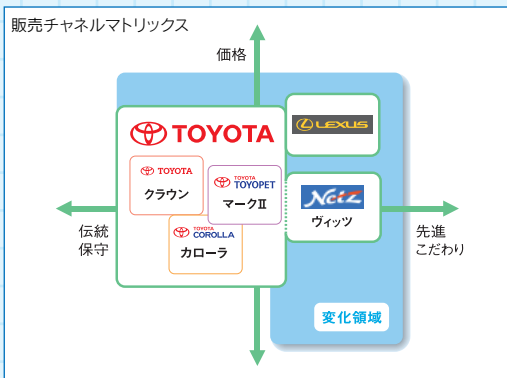 販売チャネルマトリックス
価格
TOYOTA
LEXUS
TOYOTA
クラウン
TOYOTA
TOYOPET
マークII
Netz
ヴィッツ
TOYOTA
COROLLA
カローラ
伝統
保守
先進
こだわり
変化領域